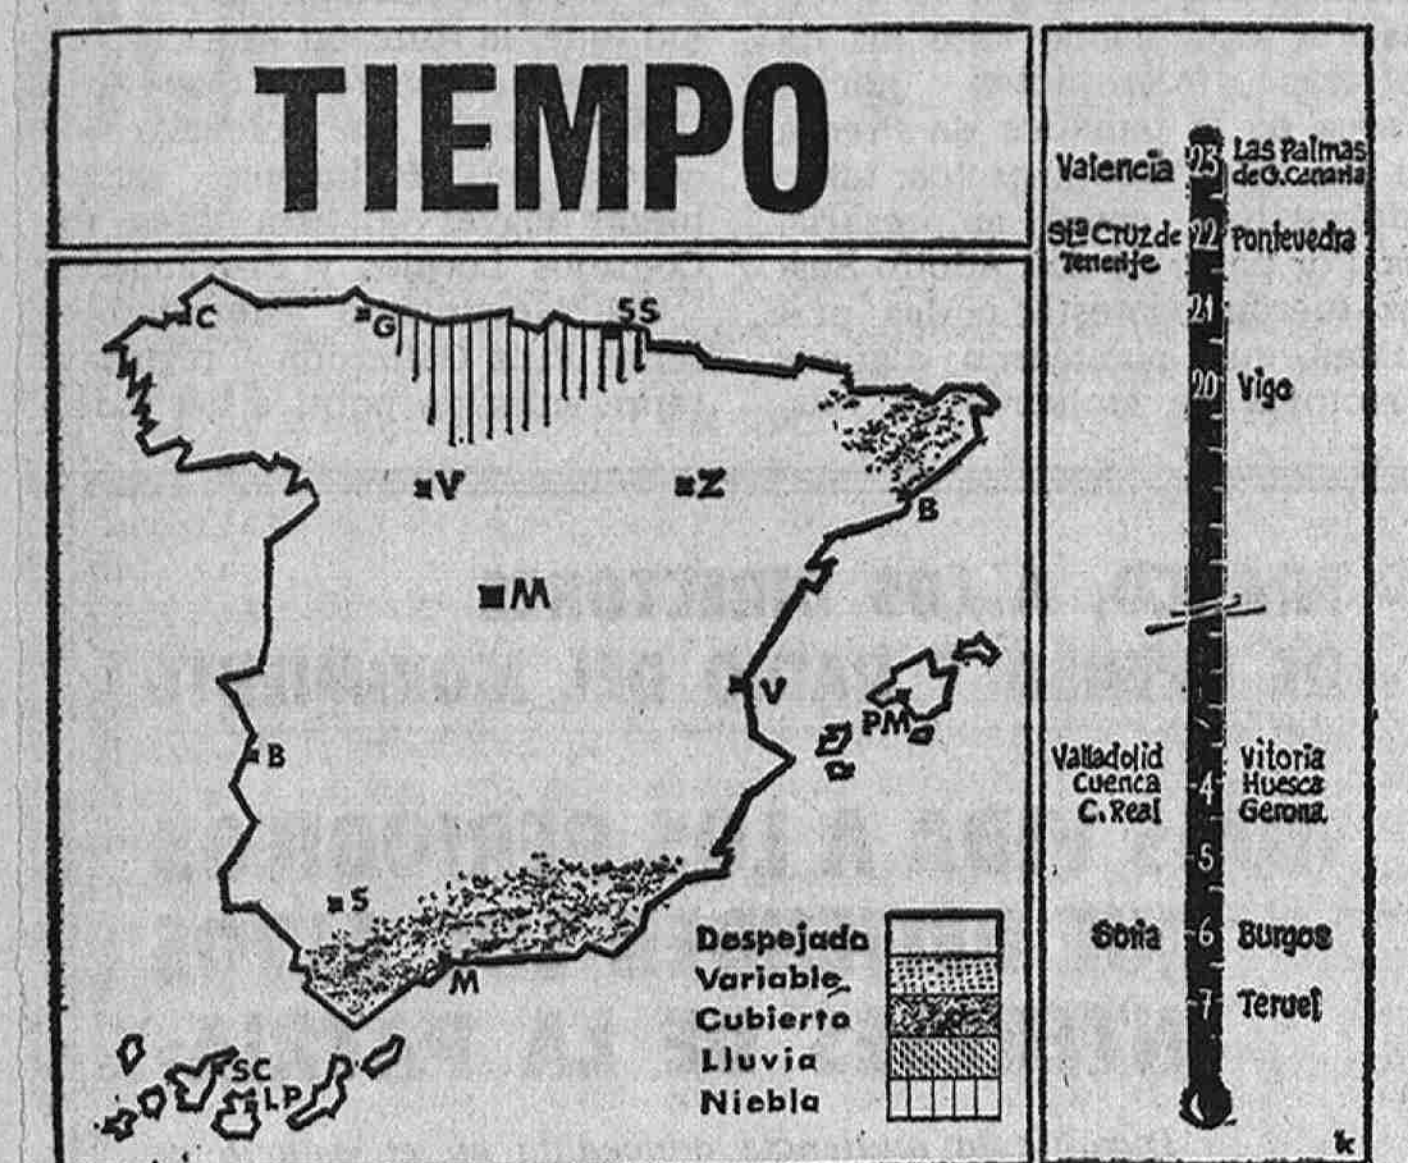 TIEMPO
C
G
SS
V
Z
B
M
V
PM
B
S
M
SC
LP
Despejado
Variable
Cubierto
Lluvia
Niebla
Valencia 23 Las Palmas
de G. Canaria
Sta Cruz de 22 Pontevedra
Tenerife
21
20 Vigo
Valladolid Vitoria
Cuenca -4 Huesca
C. Real Gerona
-5
Soria -6 Burgos
-7 Teruel